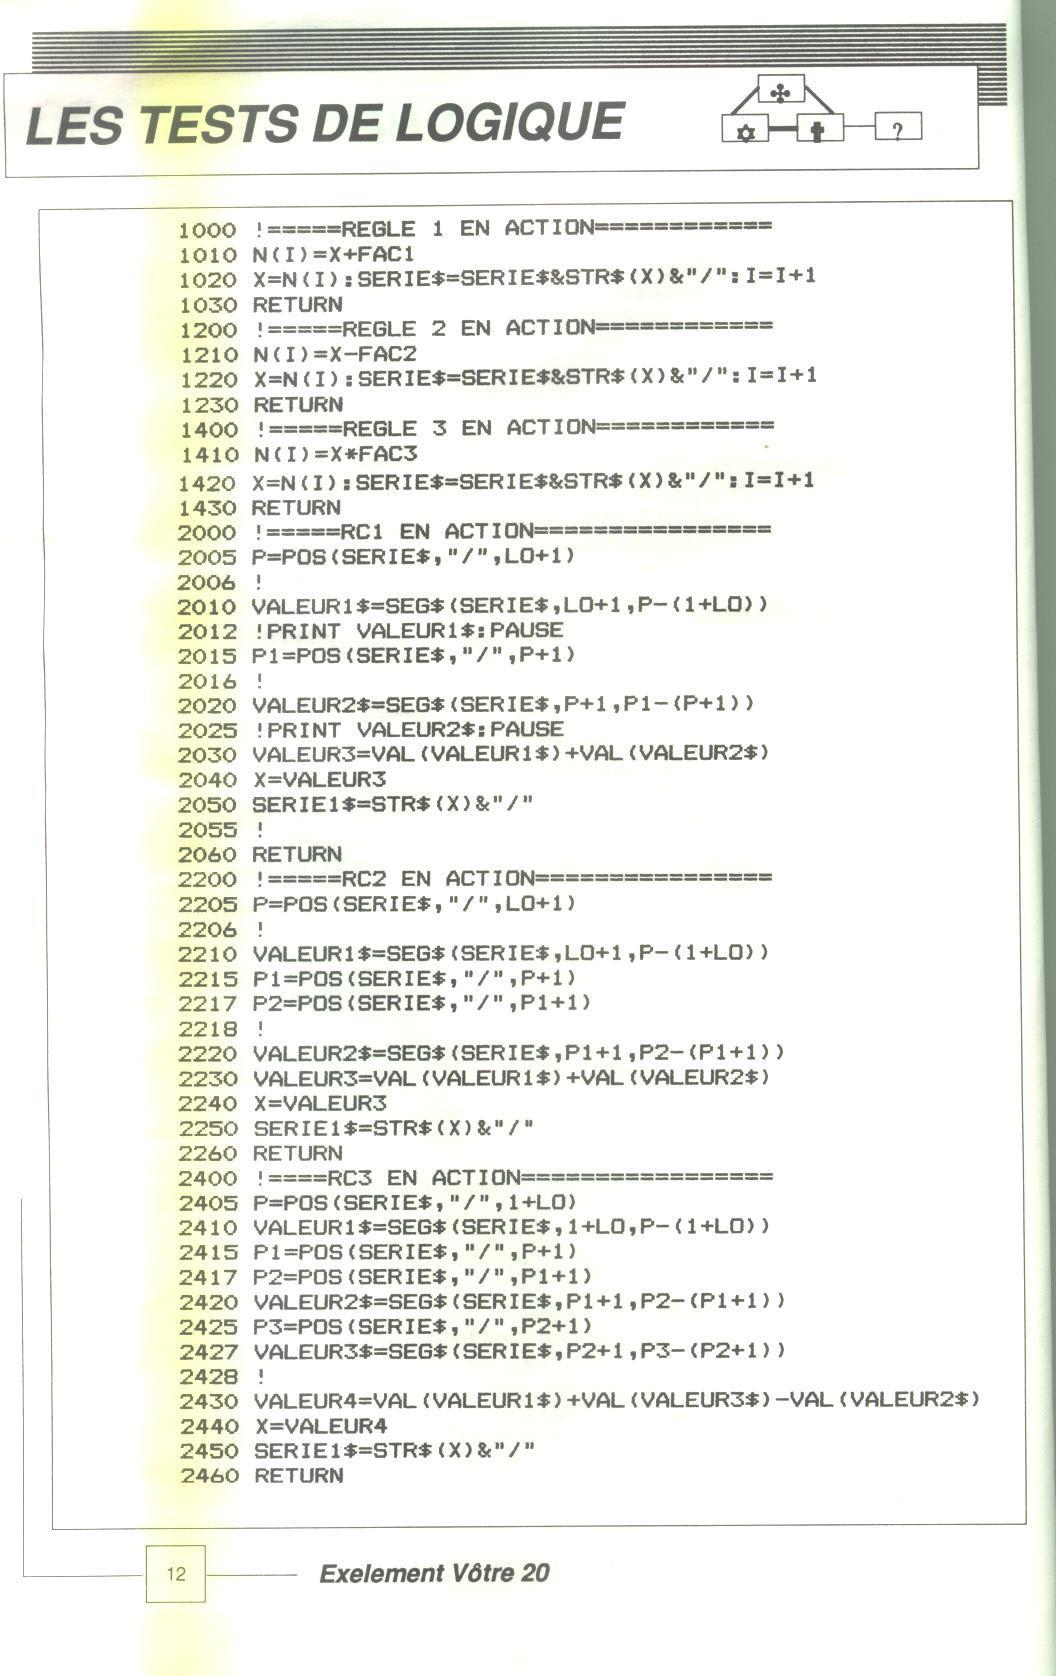 LES TESTS DE LOGIQUE
?
1000 !=====REGLE 1 EN ACTION============
1010 N(I)=X+FAC1
1020 X=N(I):SERIE$=SERIE$&STR$(X)&"/":I=I+1
1030 RETURN
1200 !=====REGLE 2 EN ACTION============
1210 N(I)=X-FAC2
1220 X=N(I):SERIE$=SERIE$&STR$(X)&"/":I=I+1
1230 RETURN
1400 !=====REGLE 3 EN ACTION============
1410 N(I)=X*FAC3
1420 X=N(I):SERIE$=SERIE$&STR$(X)&"/":I=I+1
1430 RETURN
2000 !=====RC1 EN ACTION================
2005 P=POS(SERIE$,"/",LO+1)
2006 !
2010 VALEUR1$=SEG$(SERIE$,LO+1,P-(1+LO))
2012 !PRINT VALEUR1$:PAUSE
2015 P1=POS(SERIE$,"/",P+1)
2016 !
2020 VALEUR2$=SEG$(SERIE$,P+1,P1-(P+1))
2025 !PRINT VALEUR2$:PAUSE
2030 VALEUR3=VAL(VALEUR1$)+VAL(VALEUR2$)
2040 X=VALEUR3
2050 SERIE1$=STR$(X)&"/"
2055 !
2060 RETURN
2200 !=====RC2 EN ACTION================
2205 P=POS(SERIE$,"/",LO+1)
2206 !
2210 VALEUR1$=SEG$(SERIE$,LO+1,P-(1+LO))
2215 P1=POS(SERIE$,"/",P+1)
2217 P2=POS(SERIE$,"/",P1+1)
2218 !
2220 VALEUR2$=SEG$(SERIE$,P1+1,P2-(P1+1))
2230 VALEUR3=VAL(VALEUR1$)+VAL(VALEUR2$)
2240 X=VALEUR3
2250 SERIE1$=STR$(X)&"/"
2260 RETURN
2400 !====RC3 EN ACTION=================
2405 P=POS(SERIE$,"/",1+LO)
2410 VALEUR1$=SEG$(SERIE$,1+LO,P-(1+LO))
2415 P1=POS(SERIE$,"/",P+1)
2417 P2=POS(SERIE$,"/",P1+1)
2420 VALEUR2$=SEG$(SERIE$,P1+1,P2-(P1+1))
2425 P3=POS(SERIE$,"/",P2+1)
2427 VALEUR3$=SEG$(SERIE$,P2+1,P3-(P2+1))
2428 !
2430 VALEUR4=VAL(VALEUR1$)+VAL(VALEUR3$)-VAL(VALEUR2$)
2440 X=VALEUR4
2450 SERIE1$=STR$(X)&"/"
2460 RETURN
12 Exelement Vôtre 20